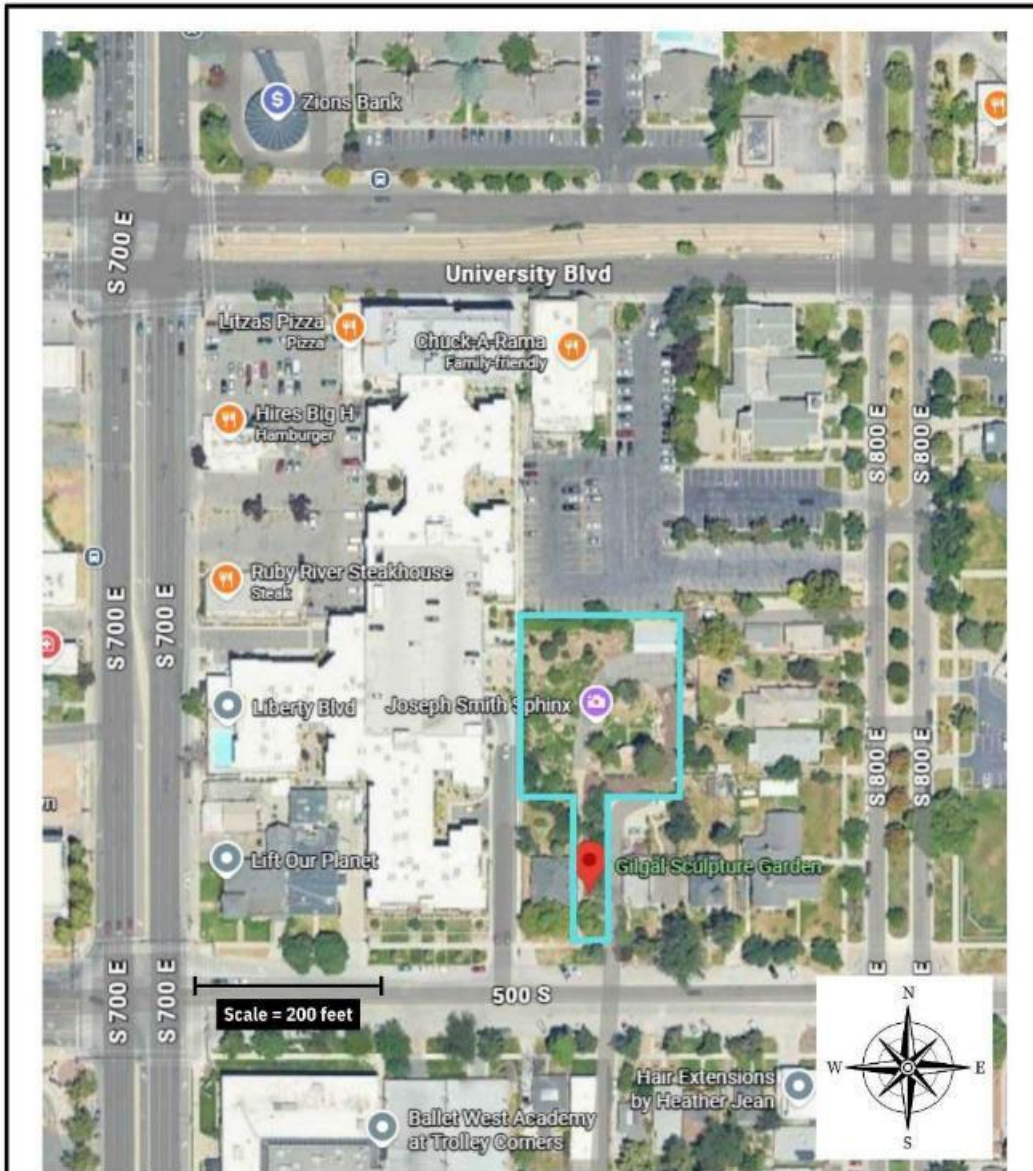 Zions Bank
S 700 E
University Blvd
Litzas Pizza
Pizza
Chuck-A-Rama
Family-friendly
Hires Big H
Hamburger
S 800 E
S 800 E
Ruby River Steakhouse
Steak
S 700 E
S 700 E
Joseph Smith Sphinx
Liberty Blvd
S 800 E
S 800 E
Lift Our Planet
Gilgal Sculpture Garden
S 700 E
S 700 E
500 S
Scale = 200 feet
N
W
E
S
Hair Extensions
by Heather Jean
Ballet West Academy
at Trolley Corners